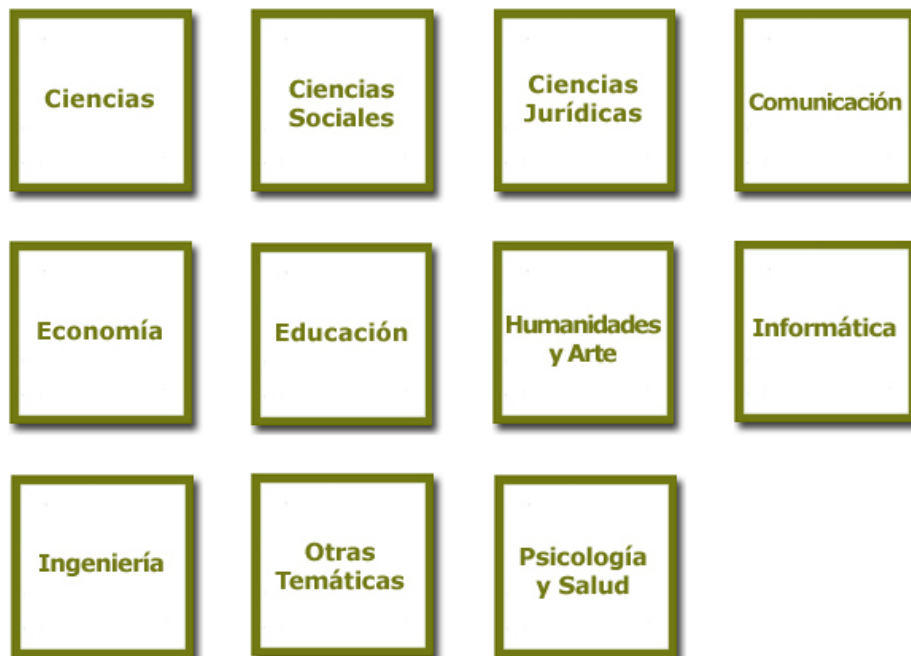 Ciencias
Ciencias
Sociales
Ciencias
Jurídicas
Comunicación
Economía
Educación
Humanidades
y Arte
Informática
Ingeniería
Otras
Temáticas
Psicología
y Salud